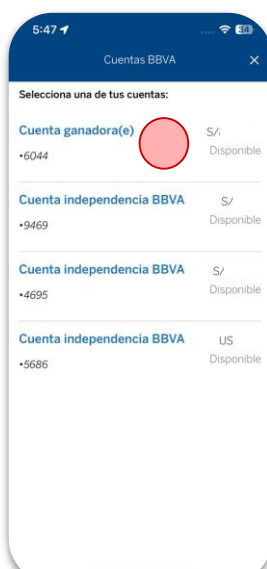 5:47
34
Cuentas BBVA
Selecciona una de tus cuentas:
Cuenta ganadora(e) S/
•6044 Disponible
Cuenta independencia BBVA S/
•9469 Disponible
Cuenta independencia BBVA S/
•4695 Disponible
Cuenta independencia BBVA US
•5686 Disponible